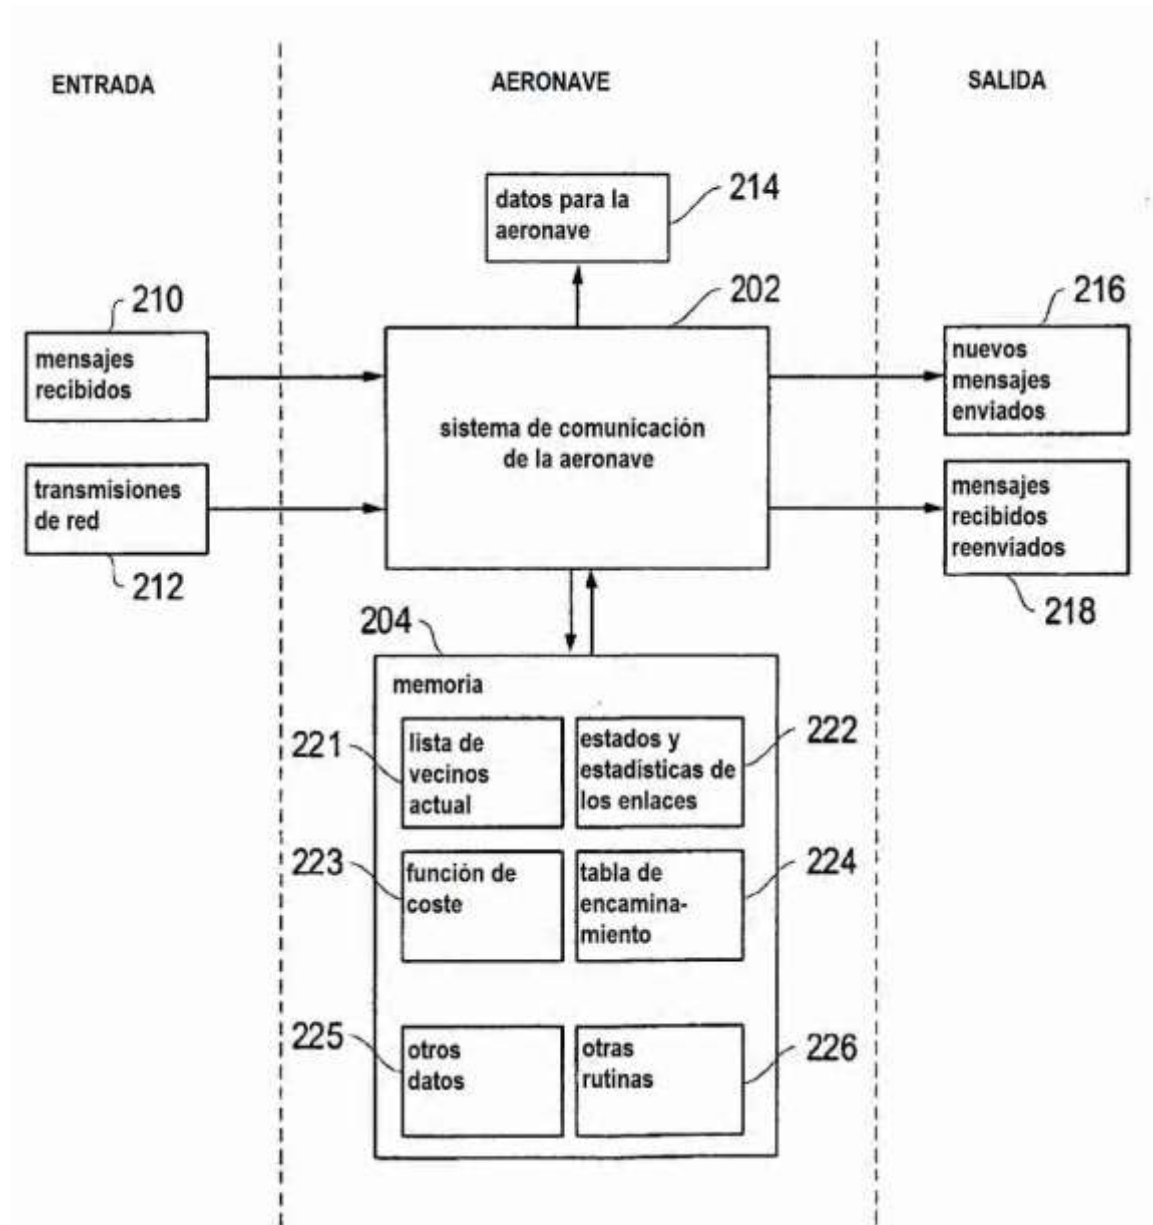 ENTRADA
AERONAVE
SALIDA
214
datos para la
aeronave
210
202
216
mensajes
recibidos
nuevos
mensajes
enviados
sistema de comunicación
de la aeronave
transmisiones
de red
mensajes
recibidos
reenviados
212
218
204
memoria
221
lista de
vecinos
actual
estados y
estadísticas de
los enlaces
222
223
función de
coste
tabla de
encamina-
miento
224
225
otros
datos
otras
rutinas
226